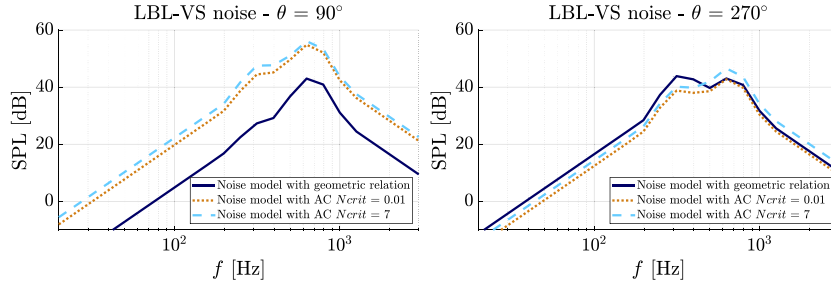 LBL-VS noise - θ = 90°
60
40
20
0
SPL [dB]
Noise model with geometric relation
Noise model with AC Ncrit = 0.01
Noise model with AC Ncrit = 7
10²
10³
f [Hz]
LBL-VS noise - θ = 270°
60
40
20
0
SPL [dB]
Noise model with geometric relation
Noise model with AC Ncrit = 0.01
Noise model with AC Ncrit = 7
10²
10³
f [Hz]